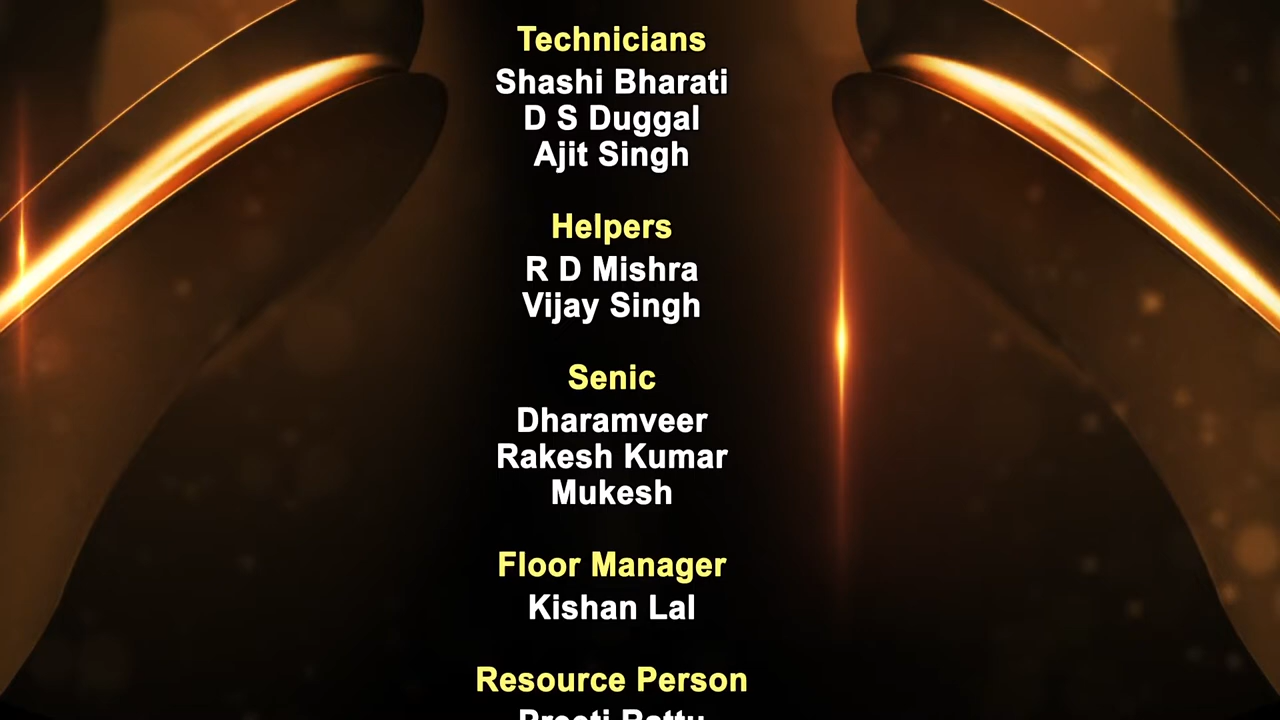 Technicians
Shashi Bharati
D S Duggal
Ajit Singh
Helpers
R D Mishra
Vijay Singh
Senic
Dharamveer
Rakesh Kumar
Mukesh
Floor Manager
Kishan Lal
Resource Person